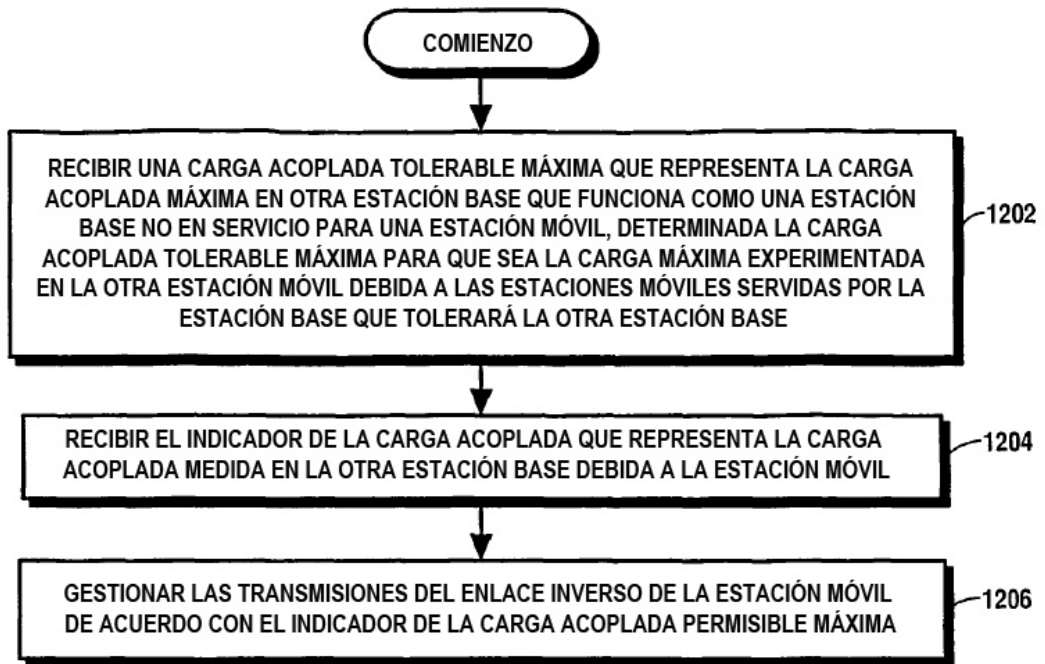 COMIENZO
RECIBIR UNA CARGA ACOPLADA TOLERABLE MÁXIMA QUE REPRESENTA LA CARGA
ACOPLADA MÁXIMA EN OTRA ESTACIÓN BASE QUE FUNCIONA COMO UNA ESTACIÓN
BASE NO EN SERVICIO PARA UNA ESTACIÓN MÓVIL, DETERMINADA LA CARGA
ACOPLADA TOLERABLE MÁXIMA PARA QUE SEA LA CARGA MÁXIMA EXPERIMENTADA
EN LA OTRA ESTACIÓN MÓVIL DEBIDA A LAS ESTACIONES MÓVILES SERVIDAS POR LA
ESTACIÓN BASE QUE TOLERARÁ LA OTRA ESTACIÓN BASE
1202
RECIBIR EL INDICADOR DE LA CARGA ACOPLADA QUE REPRESENTA LA CARGA
ACOPLADA MEDIDA EN LA OTRA ESTACIÓN BASE DEBIDA A LA ESTACIÓN MÓVIL
1204
GESTIONAR LAS TRANSMISIONES DEL ENLACE INVERSO DE LA ESTACIÓN MÓVIL
DE ACUERDO CON EL INDICADOR DE LA CARGA ACOPLADA PERMISIBLE MÁXIMA
1206